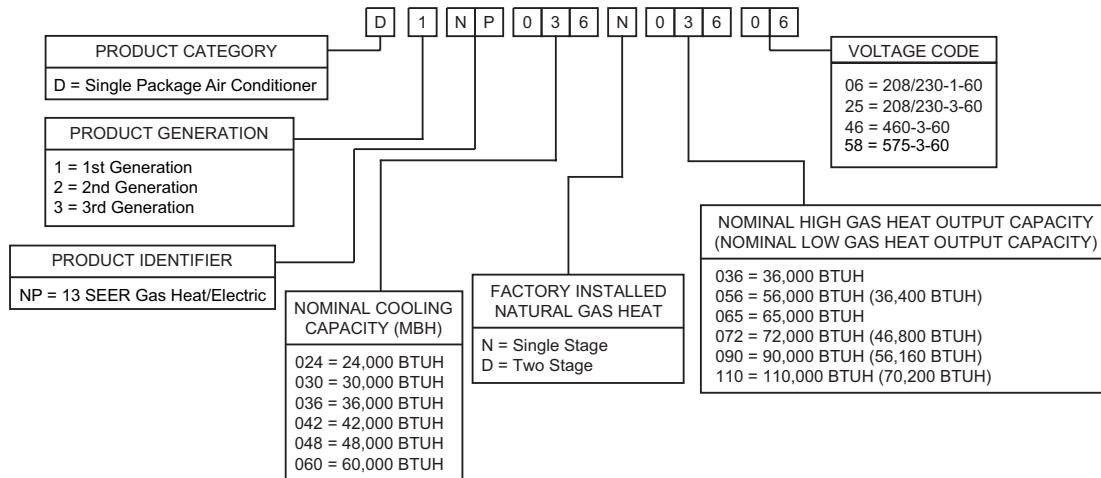 D 1 N P 0 3 6 N 0 3 6 0 6
PRODUCT CATEGORY
D = Single Package Air Conditioner
PRODUCT GENERATION
1 = 1st Generation
2 = 2nd Generation
3 = 3rd Generation
PRODUCT IDENTIFIER
NP = 13 SEER Gas Heat/Electric
NOMINAL COOLING
CAPACITY (MBH)
024 = 24,000 BTUH
030 = 30,000 BTUH
036 = 36,000 BTUH
042 = 42,000 BTUH
048 = 48,000 BTUH
060 = 60,000 BTUH
FACTORY INSTALLED
NATURAL GAS HEAT
N = Single Stage
D = Two Stage
NOMINAL HIGH GAS HEAT OUTPUT CAPACITY
(NOMINAL LOW GAS HEAT OUTPUT CAPACITY)
036 = 36,000 BTUH
056 = 56,000 BTUH (36,400 BTUH)
065 = 65,000 BTUH
072 = 72,000 BTUH (46,800 BTUH)
090 = 90,000 BTUH (56,160 BTUH)
110 = 110,000 BTUH (70,200 BTUH)
VOLTAGE CODE
06 = 208/230-1-60
25 = 208/230-3-60
46 = 460-3-60
58 = 575-3-60